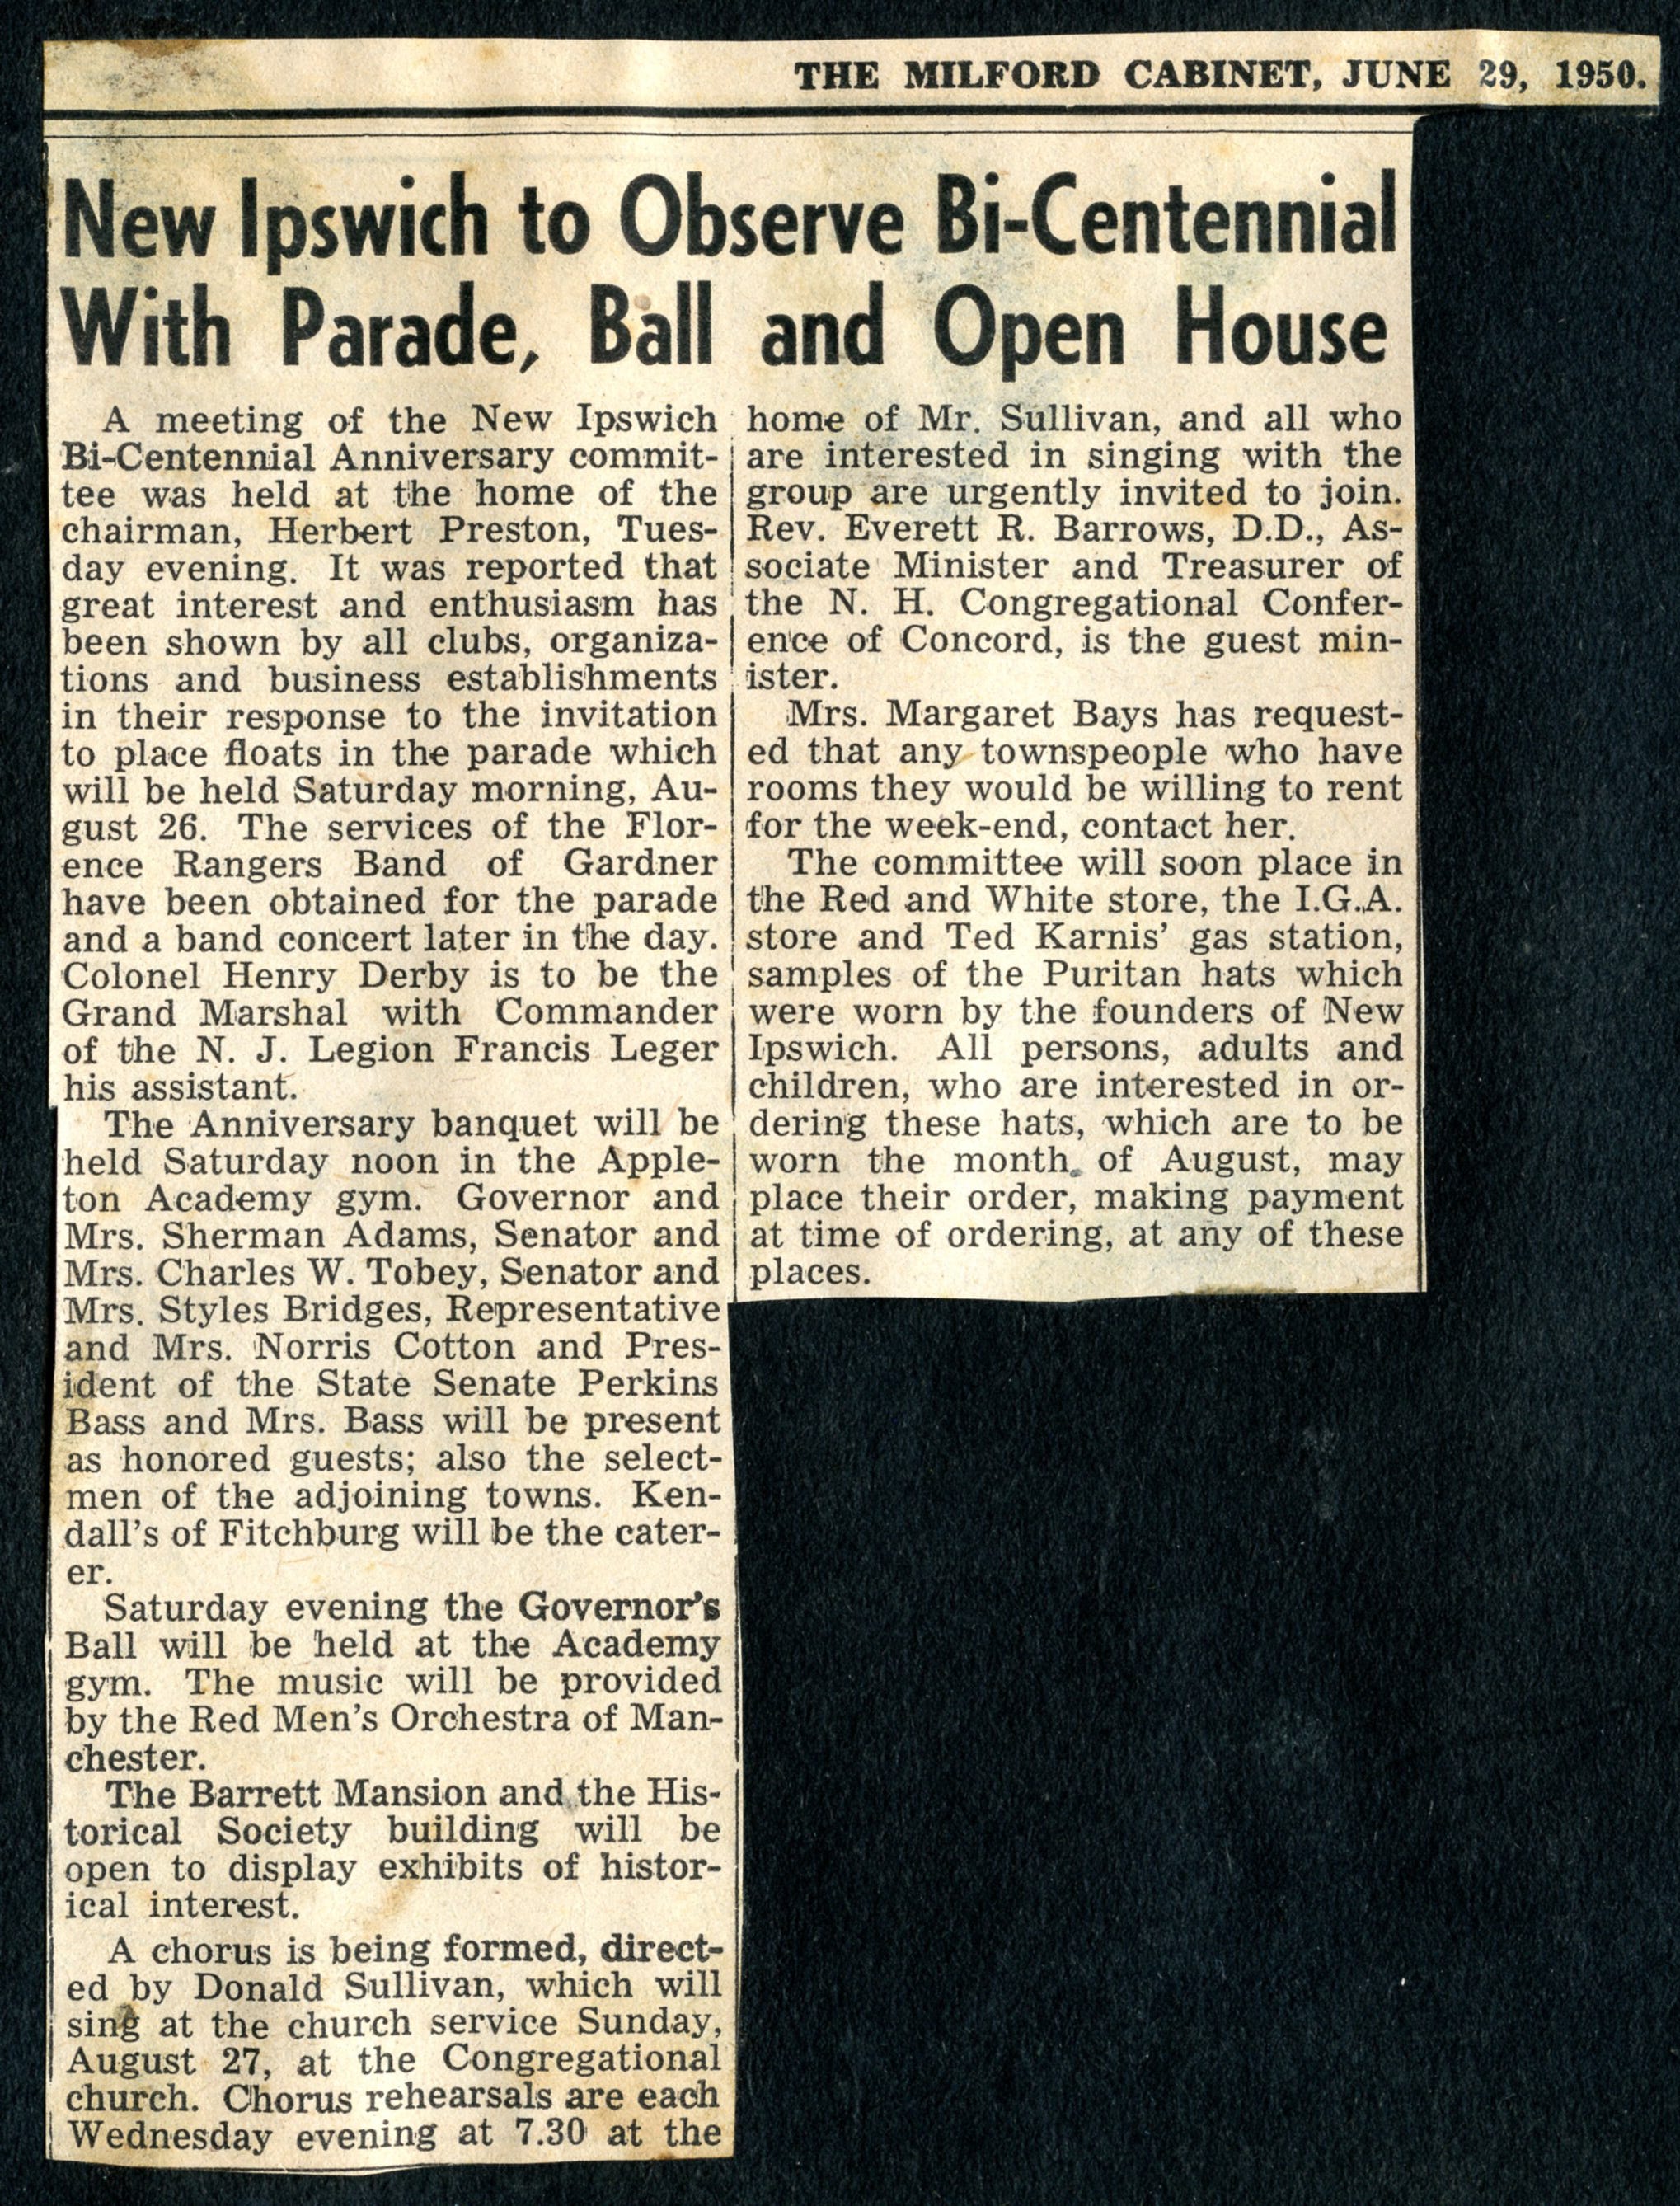 THE MILFORD CABINET, JUNE 29, 1950.
New Ipswich to Observe Bi-Centennial
With Parade, Ball and Open House
A meeting of the New Ipswich
Bi-Centennial Anniversary commit-
tee was held at the home of the
chairman, Herbert Preston, Tues-
day evening. It was reported that
great interest and enthusiasm has
been shown by all clubs, organiza-
tions and business establishments
in their response to the invitation
to place floats in the parade which
will be held Saturday morning, Au-
gust 26. The services of the Flor-
ence Rangers Band of Gardner
have been obtained for the parade
and a band concert later in the day.
Colonel Henry Derby is to be the
Grand Marshal with Commander
of the N. J. Legion Francis Leger
his assistant.
The Anniversary banquet will be
held Saturday noon in the Apple-
ton Academy gym. Governor and
Mrs. Sherman Adams, Senator and
Mrs. Charles W. Tobey, Senator and
Mrs. Styles Bridges, Representative
and Mrs. Norris Cotton and Pres-
ident of the State Senate Perkins
Bass and Mrs. Bass will be present
as honored guests; also the select-
men of the adjoining towns. Ken-
dall's of Fitchburg will be the cater-
er.
Saturday evening the Governor's
Ball will be held at the Academy
gym. The music will be provided
by the Red Men's Orchestra of Man-
chester.
The Barrett Mansion and the His-
torical Society building will be
open to display exhibits of histor-
ical interest.
A chorus is being formed, direct-
ed by Donald Sullivan, which will
sing at the church service Sunday,
August 27, at the Congregational
church. Chorus rehearsals are each
Wednesday evening at 7.30 at the
home of Mr. Sullivan, and all who
are interested in singing with the
group are urgently invited to join.
Rev. Everett R. Barrows, D.D., As-
sociate Minister and Treasurer of
the N. H. Congregational Confer-
ence of Concord, is the guest min-
ister.
Mrs. Margaret Bays has request-
ed that any townspeople who have
rooms they would be willing to rent
for the week-end, contact her.
The committee will soon place in
the Red and White store, the I.G.A.
store and Ted Karnis' gas station,
samples of the Puritan hats which
were worn by the founders of New
Ipswich. All persons, adults and
children, who are interested in or-
dering these hats, which are to be
worn the month of August, may
place their order, making payment
at time of ordering, at any of these
places.